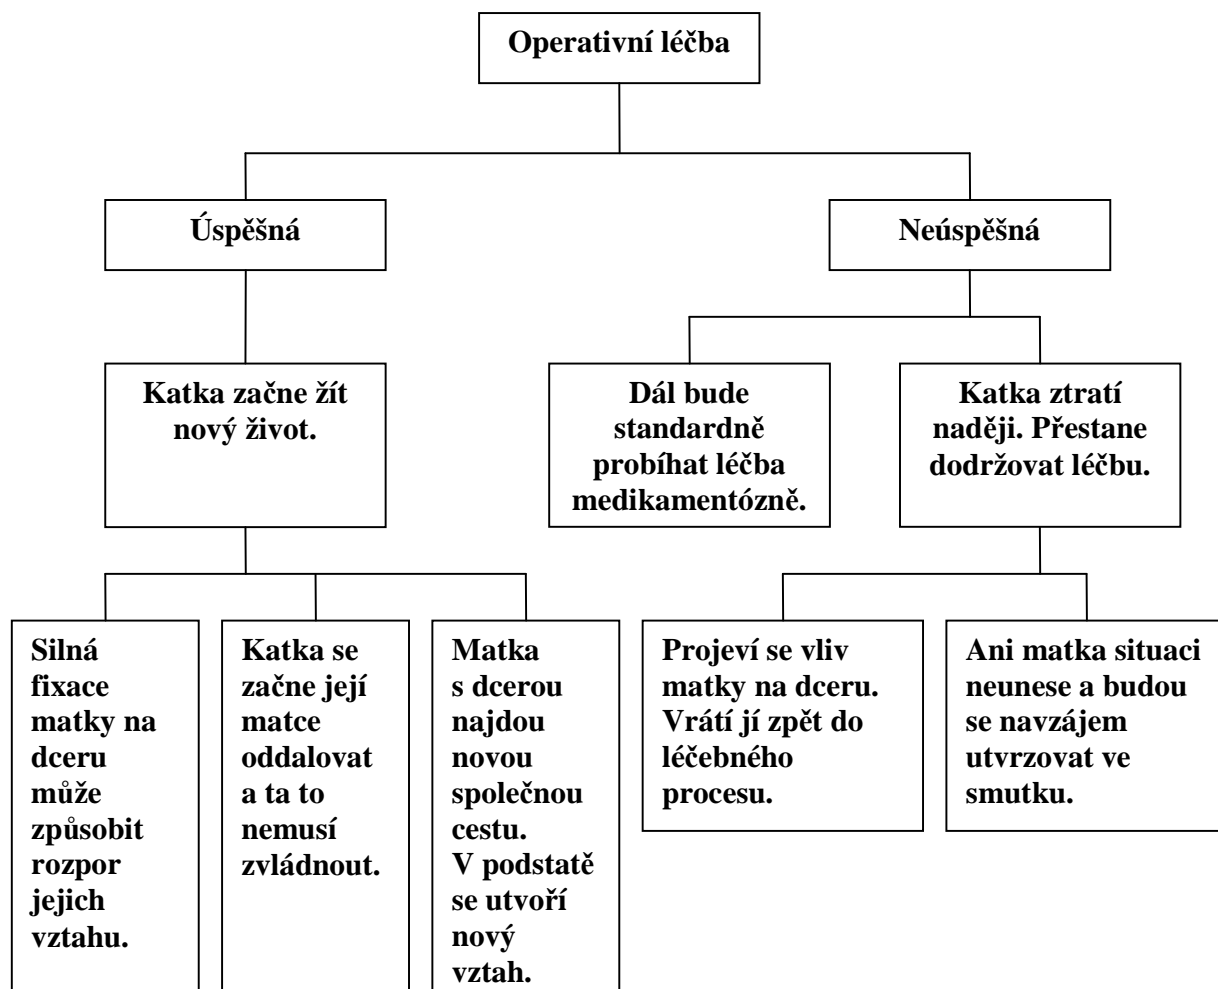 Operativní léčba
Úspěšná
Neúspěšná
Katka začne žít
nový život.
Dál bude
standardně
probíhat léčba
medikamentózně.
Katka ztratí
naději. Přestane
dodržovat léčbu.
Silná
fixace
matky na
dceru
může
způsobit
rozpor
jejich
vztahu.
Katka se
začne její
matce
oddalovat
a ta to
nemusí
zvládnout.
Matka
s dcerou
najdou
novou
společnou
cestu.
V podstatě
se utvoří
nový
vztah.
Projeví se vliv
matky na dceru.
Vrátí jí zpět do
léčebného
procesu.
Ani matka situaci
neunese a budou
se navzájem
utvrzovat ve
smutku.